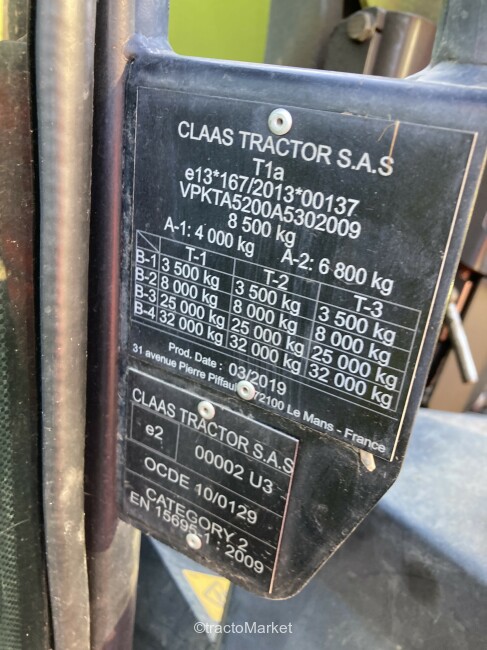 CLAAS TRACTOR S.A.S
T1a
e13*167/2013*00137
VPKTA5200A5302009
8 500 kg
A-1: 4 000 kg A-2: 6 800 kg
T-1 T-2 T-3
B-1 3 500 kg 3 500 kg 3 500 kg
B-2 8 000 kg 8 000 kg 8 000 kg
B-3 25 000 kg 25 000 kg 25 000 kg
B-4 32 000 kg 32 000 kg 32 000 kg
Prod. Date : 03/2019
31 avenue Pierre Piffault 72100 Le Mans - France
CLAAS TRACTOR S.A.S
e2 00002 U3
OCDE 10/0129
CATEGORY 2
EN 15695-1 : 2009
©tractoMarket